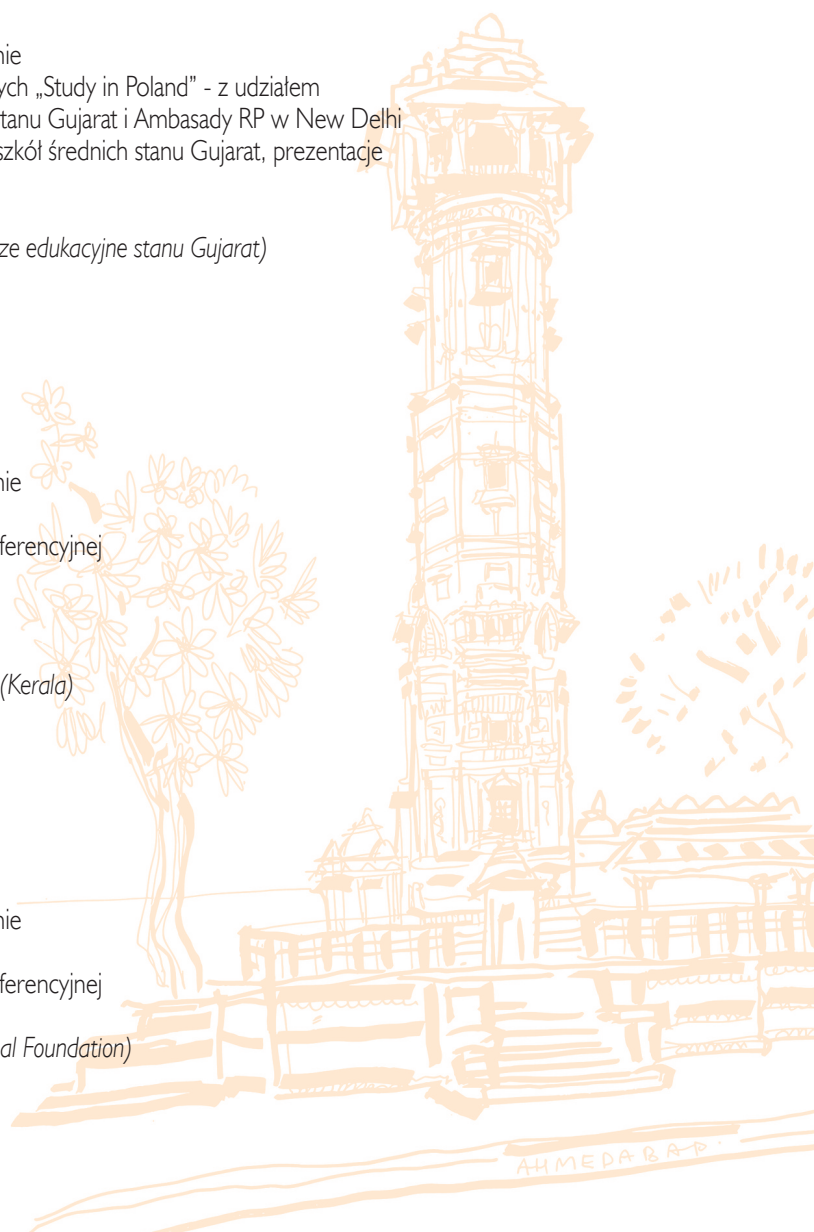 nie
ych „Study in Poland” - z udziałem
tanu Gujarat i Ambasady RP w New Delhi
szkół średnich stanu Gujarat, prezentacje
ze edukacyjne stanu Gujarat)
nie
ferencyjnej
(Kerala)
nie
ferencyjnej
al Foundation)
AHMEDABAD.